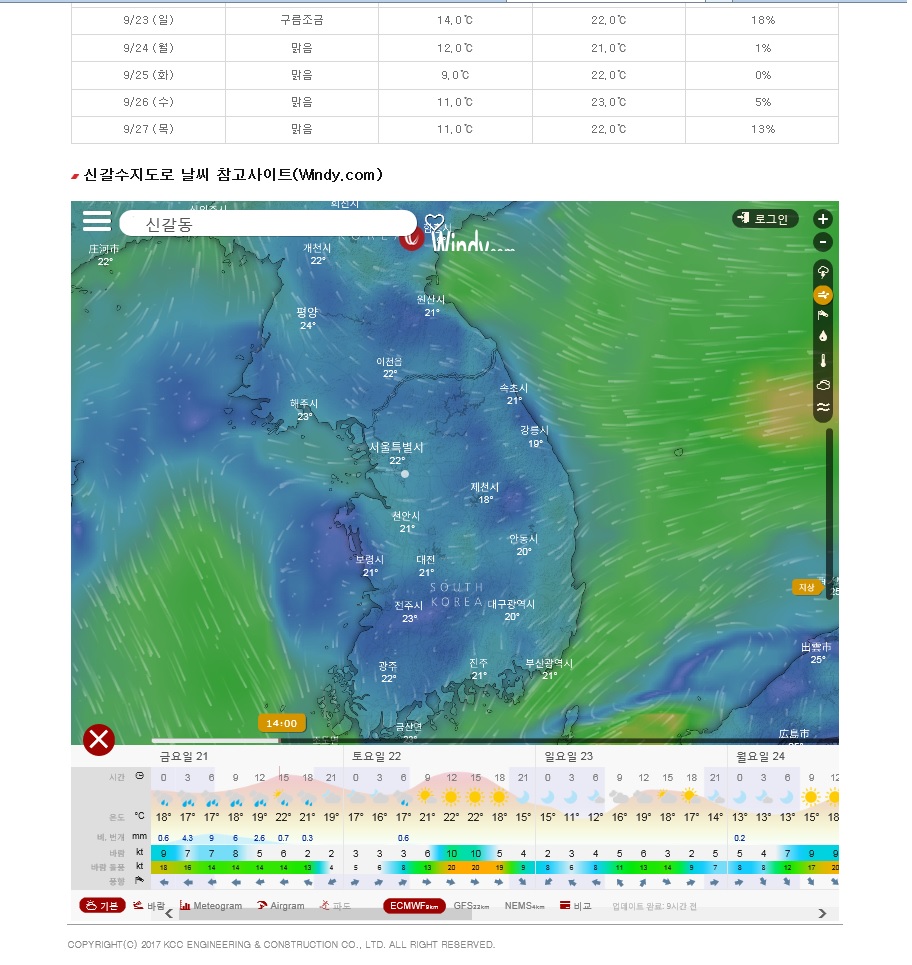 9/23 (일) 구름조금 14.0℃ 22.0℃ 18%
9/24 (월) 맑음 12.0℃ 21.0℃ 1%
9/25 (화) 맑음 9.0℃ 22.0℃ 0%
9/26 (수) 맑음 11.0℃ 23.0℃ 5%
9/27 (목) 맑음 11.0℃ 22.0℃ 13%
신갈수지도로 날씨 참고사이트(Windy.com)
희천시
신갈동
Windy.com
로그인
庄河市
22°
개천시
22°
원산시
21°
평양
24°
이천읍
22°
속초시
21°
해주시
23°
강릉시
19°
서울특별시
22°
제천시
18°
천안시
21°
안동시
20°
보령시
21°
대전
21°
SOUTH
KOREA
지상
전주시
23°
대구광역시
20°
出雲市
25°
광주
22°
진주
21°
부산광역시
21°
14:00
금산면
22°
広島市
25°
금요일 21 토요일 22 일요일 23 월요일 24
시간 0 3 6 9 12 15 18 21 0 3 6 9 12 15 18 21 0 3 6 9 12 15 18 21 0 3 6 9 12
온도 °C 18° 17° 17° 18° 19° 22° 21° 19° 17° 16° 17° 21° 24° 24° 18° 15° 13° 11° 12° 16° 19° 18° 17° 14° 13° 13° 13° 15° 18°
비, 번개 mm 0.6 4.3 9 6 2.6 0.7 0.3 0.6 0.2
바람 kt 9 7 7 8 5 6 2 2 3 3 3 6 10 10 5 4 2 3 3 4 5 3 2 5 5 4 7 9 9
바람 돌풍 kt 18 16 14 14 14 14 13 4 5 5 8 13 20 20 19 9 8 5 6 11 13 14 8 9 8 8 12 17 20
풍향
기본 바람 Meteogram Airgram 파도 ECMWF9km GFS22km NEMS4km 비교 업데이트 완료: 9시간 전
COPYRIGHT(C) 2017 KCC ENGINEERING & CONSTRUCTION CO., LTD. ALL RIGHT RESERVED.